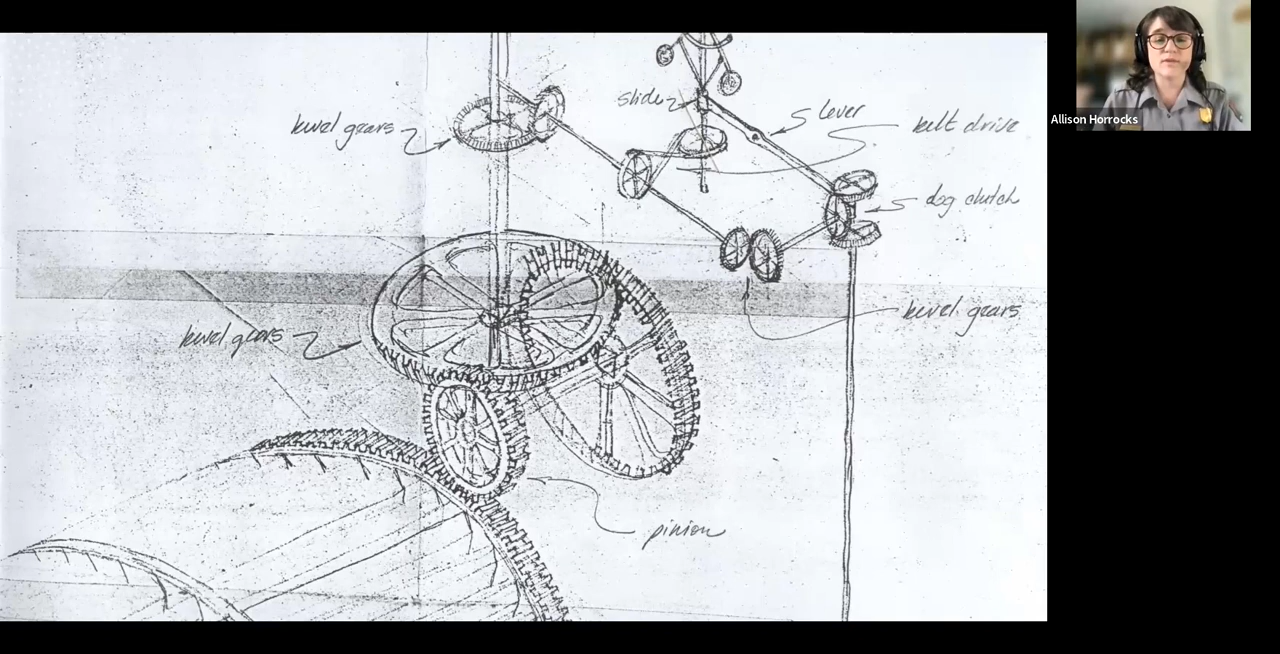 slide
lever
belt drive
bevel gears
dog clutch
bevel gears
bevel gears
pinion
Allison Horrocks